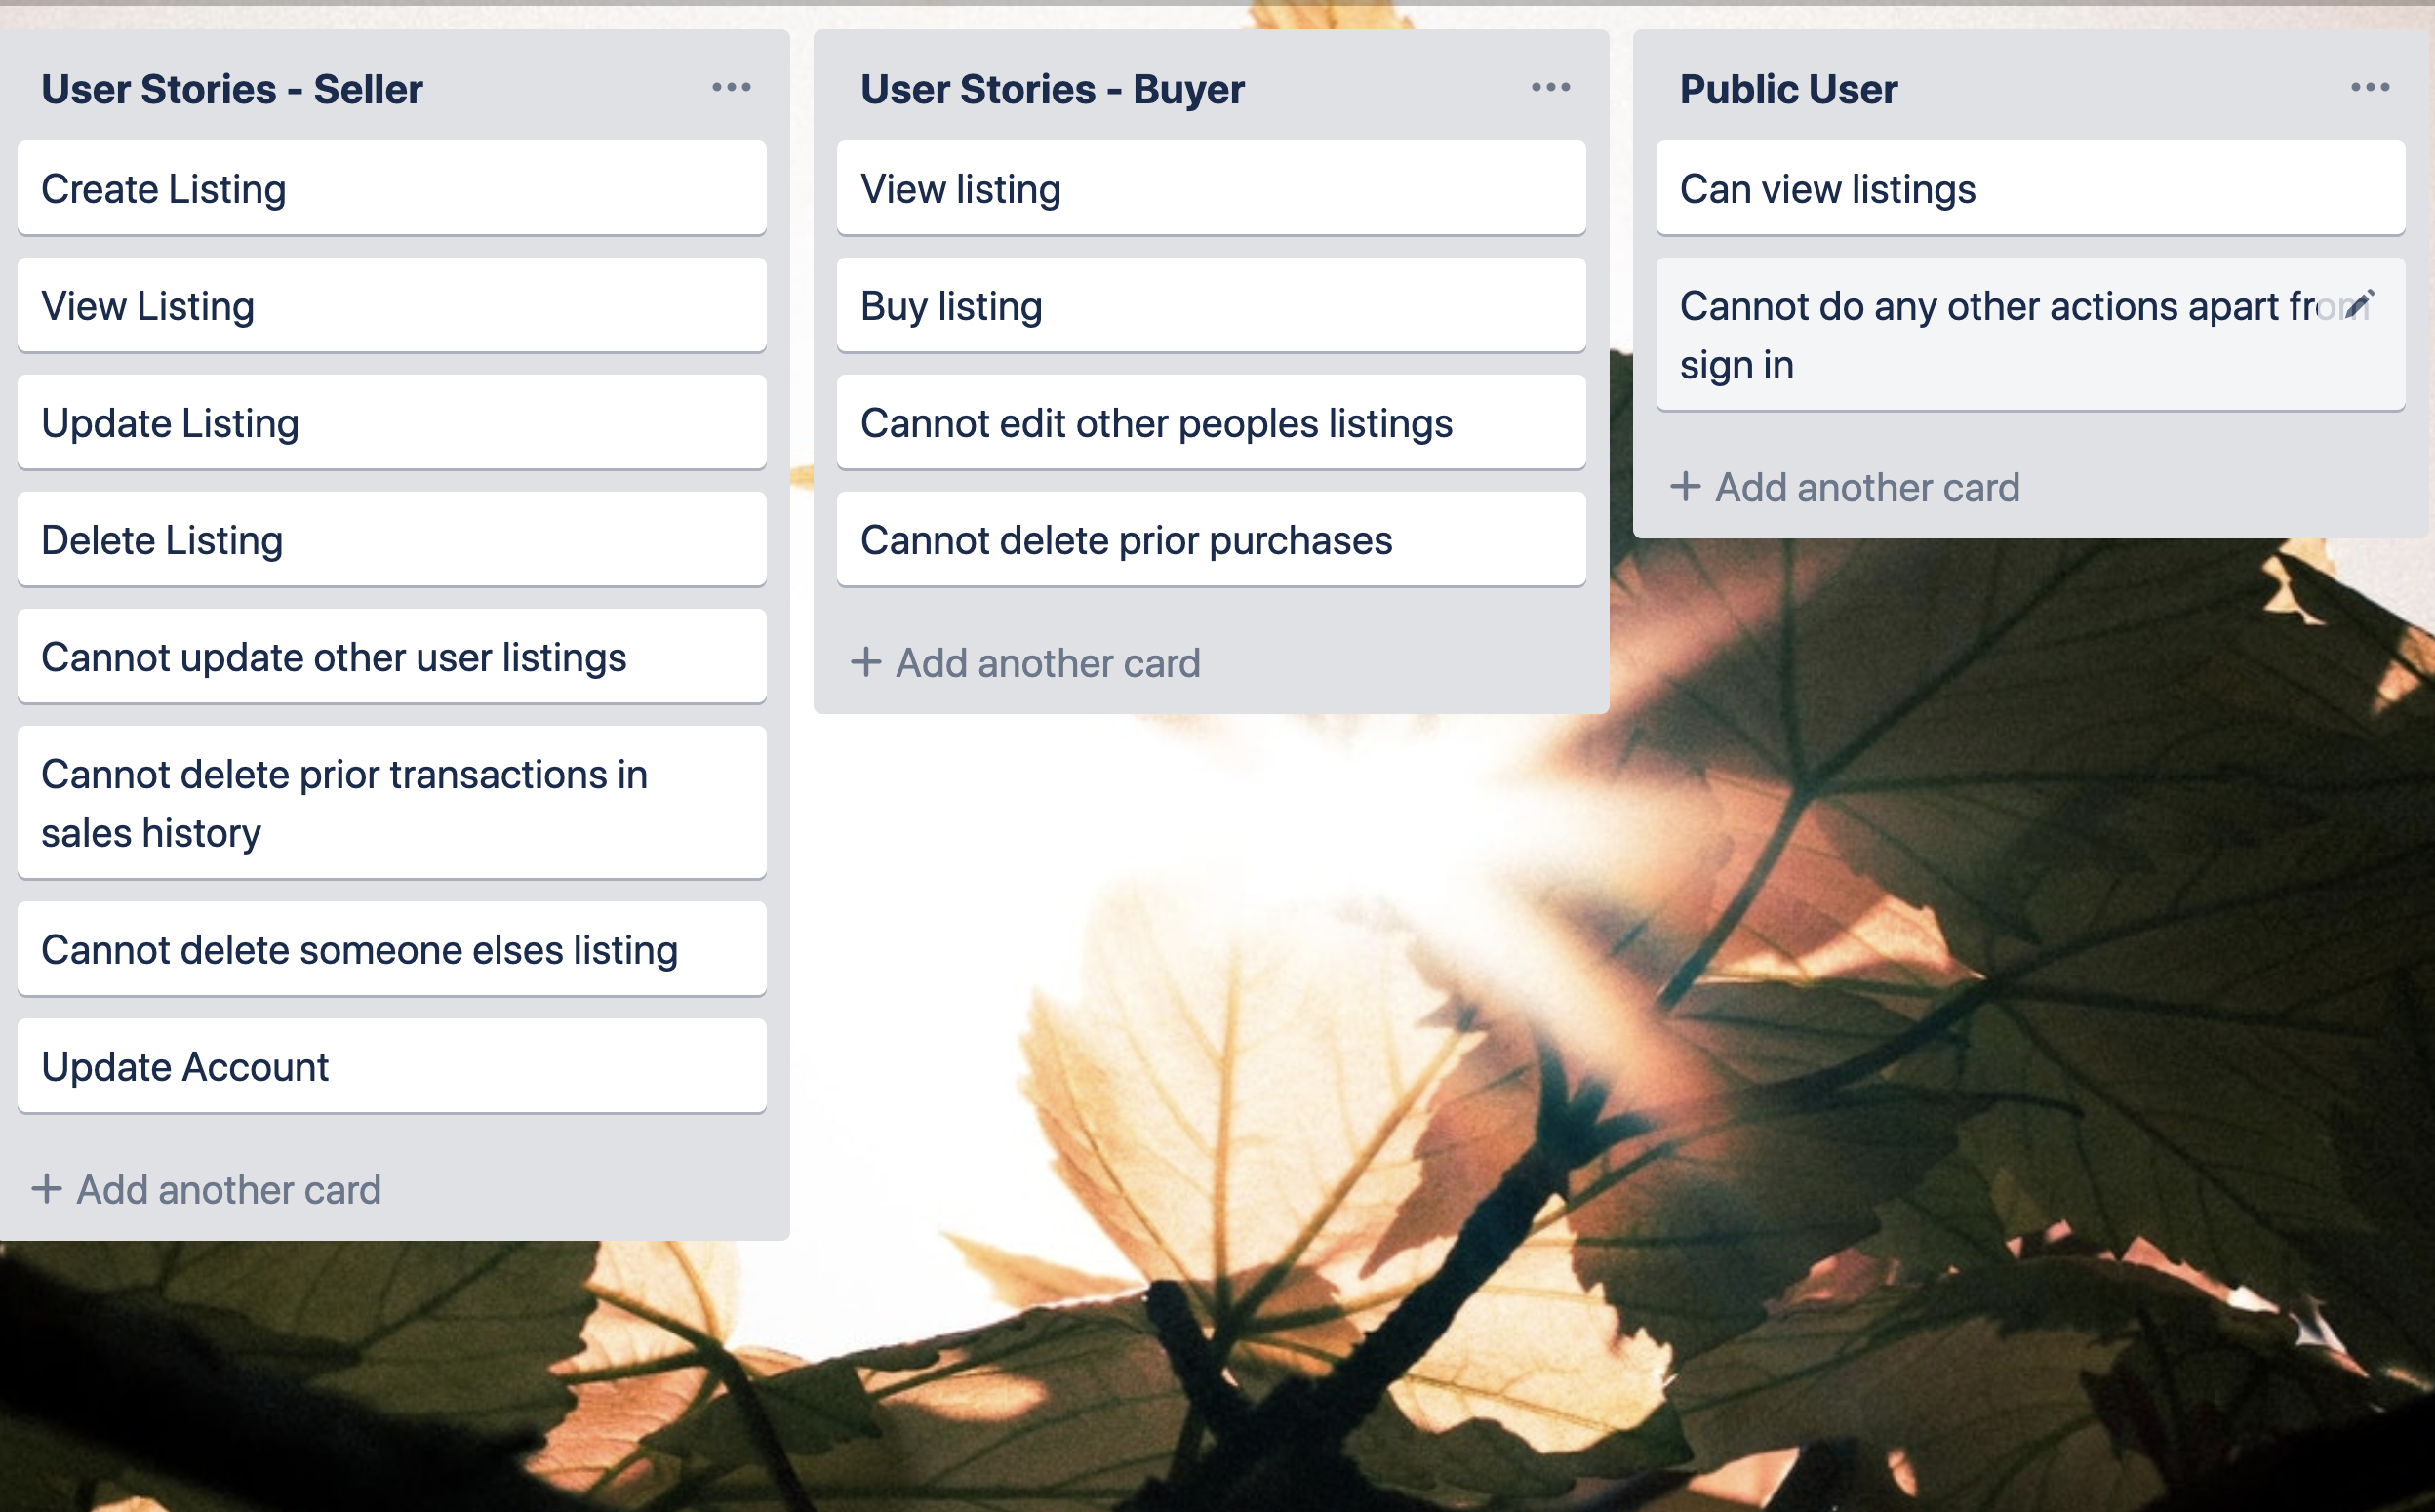 User Stories - Seller
Create Listing
View Listing
Update Listing
Delete Listing
Cannot update other user listings
Cannot delete prior transactions in
sales history
Cannot delete someone elses listing
Update Account
+ Add another card
User Stories - Buyer
View listing
Buy listing
Cannot edit other peoples listings
Cannot delete prior purchases
+ Add another card
Public User
Can view listings
Cannot do any other actions apart from
sign in
+ Add another card